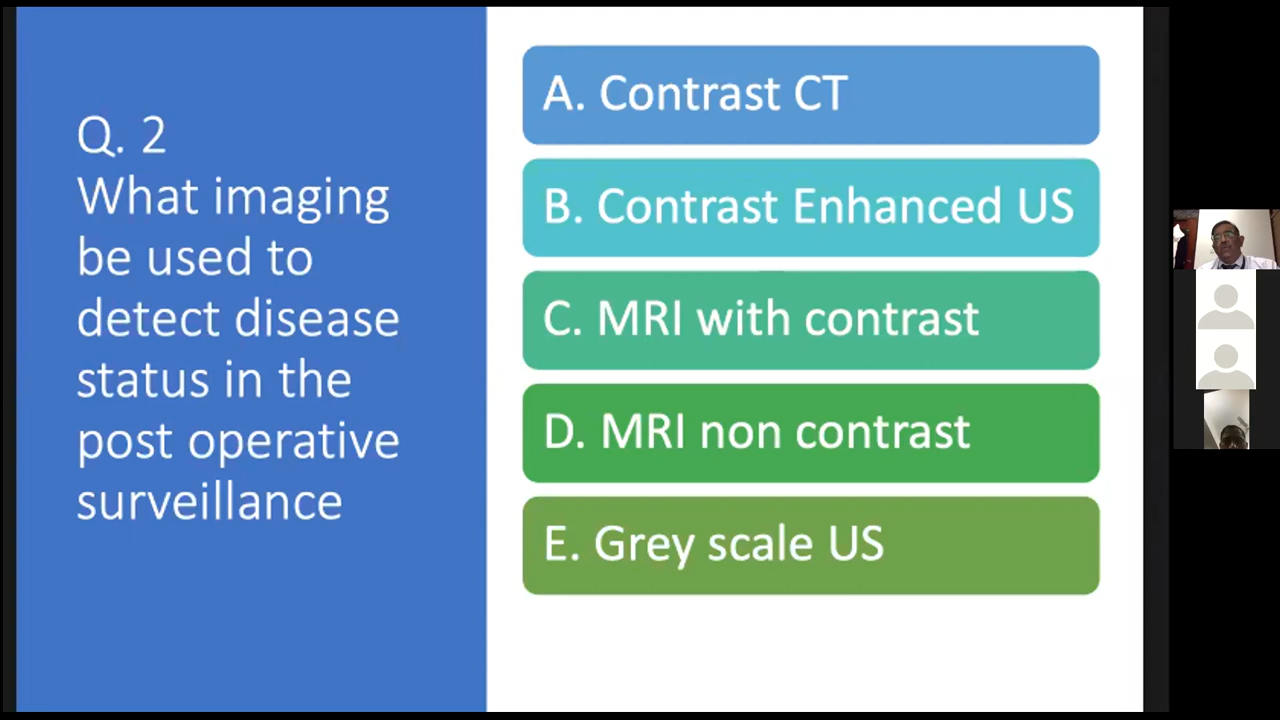 Q. 2
What imaging
be used to
detect disease
status in the
post operative
surveillance
A. Contrast CT
B. Contrast Enhanced US
C. MRI with contrast
D. MRI non contrast
E. Grey scale US